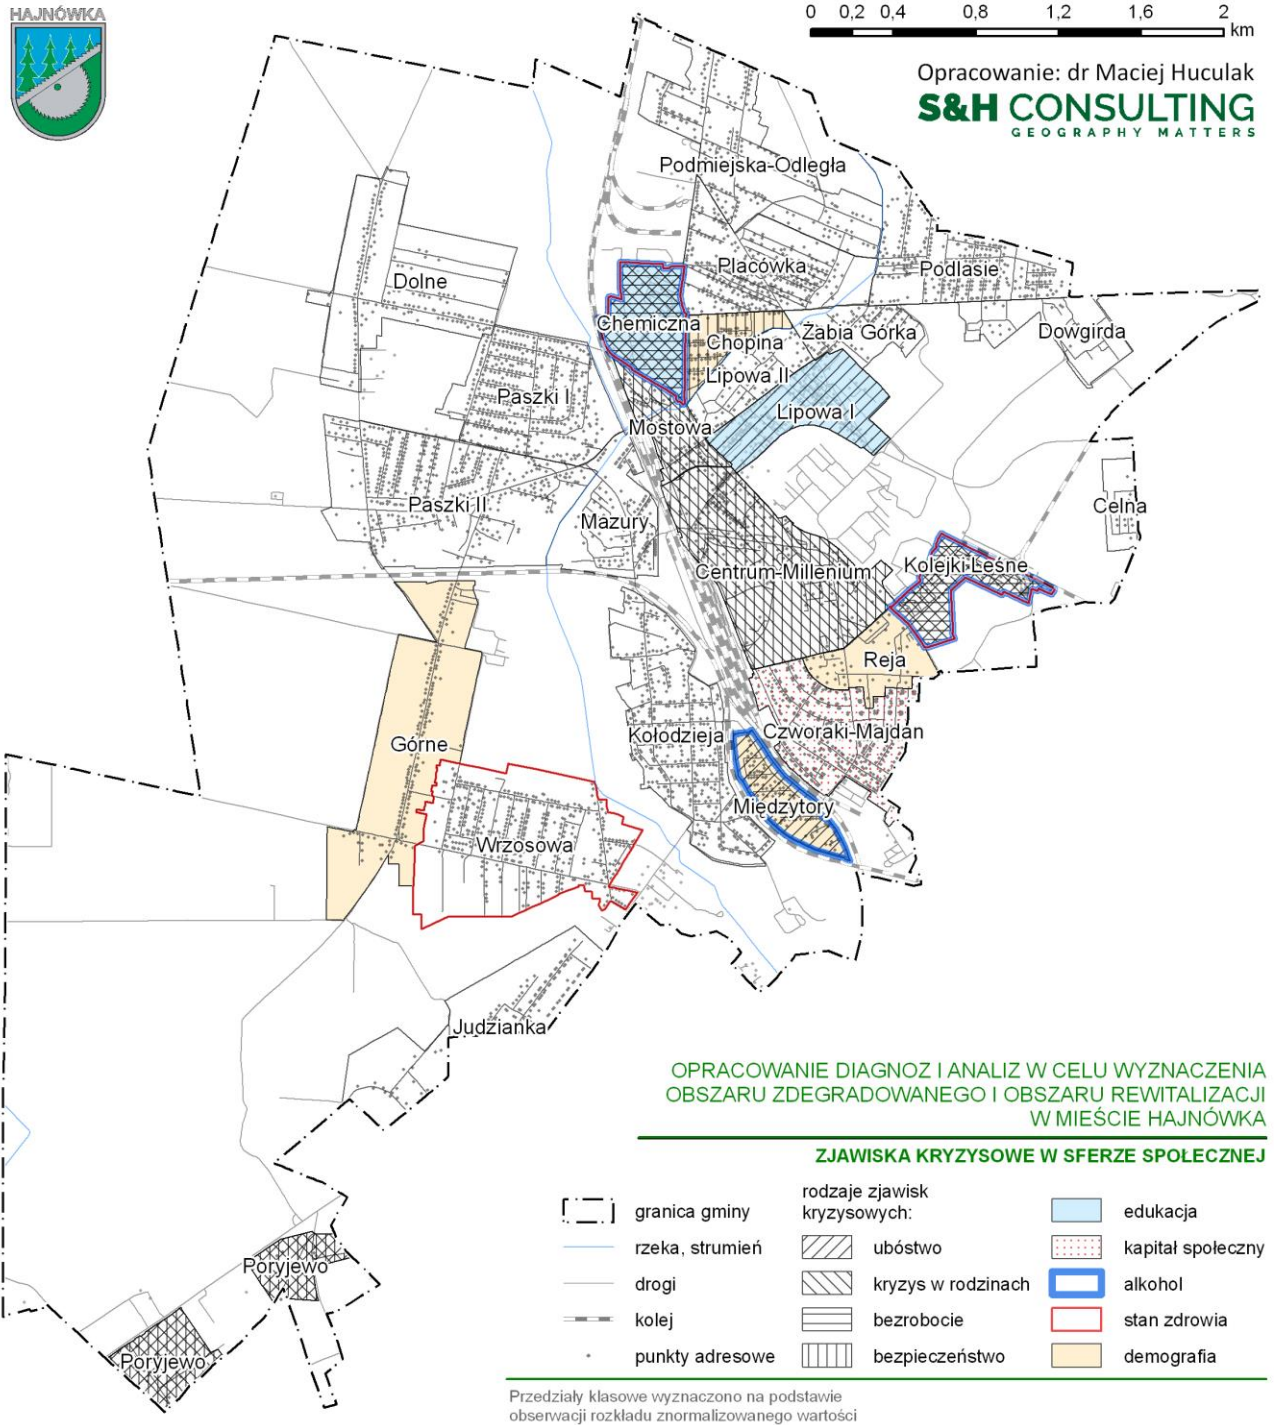 HAJNÓWKA
0 0,2 0,4 0,8 1,2 1,6 2
km
Opracowanie: dr Maciej Huculak
S&H CONSULTING
GEOGRAPHY MATTERS
Podmiejska-Odległa
Placówka
Podlasie
Dolne
Chemiczna
Chopina
Żabia Górka
Dowgirda
Lipowa II
Paszki I
Lipowa I
Mostowa
Paszki II
Mazury
Celna
Centrum-Millenium
Kolejki Leśne
Reja
Górne
Kołodzieja
Czworaki-Majdan
Międzytory
Wrzosowa
Judzianka
Poryjewo
Poryjewo
OPRACOWANIE DIAGNOZ I ANALIZ W CELU WYZNACZENIA
OBSZARU ZDEGRADOWANEGO I OBSZARU REWITALIZACJI
W MIEŚCIE HAJNÓWKA
ZJAWISKA KRYZYSOWE W SFERZE SPOŁECZNEJ
granica gminy
rzeka, strumień
drogi
kolej
punkty adresowe
rodzaje zjawisk
kryzysowych:
ubóstwo
kryzys w rodzinach
bezrobocie
bezpieczeństwo
edukacja
kapitał społeczny
alkohol
stan zdrowia
demografia
Przedziały klasowe wyznaczono na podstawie
obserwacji rozkładu znormalizowanego wartości